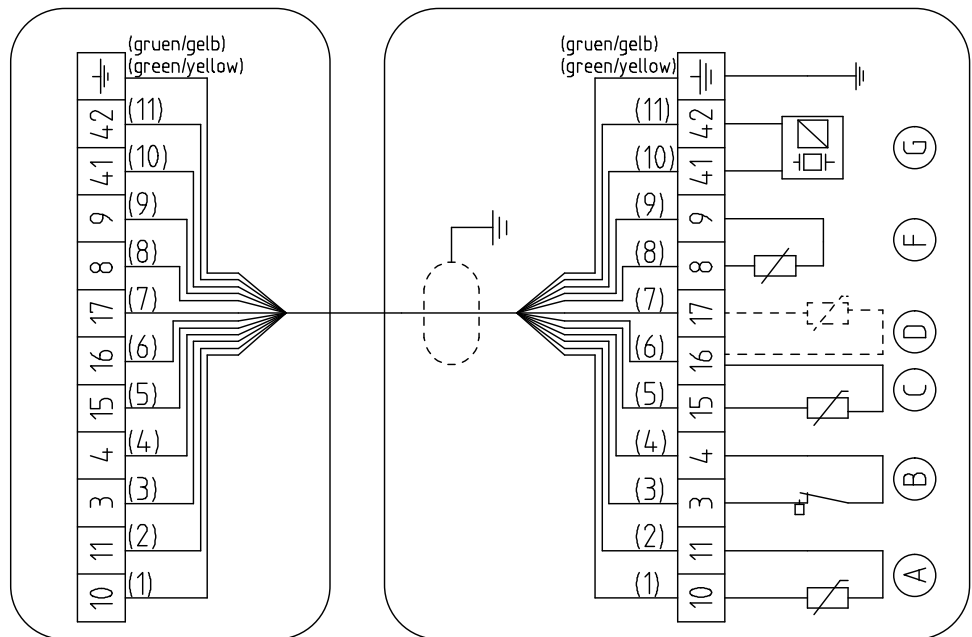 (gruen/gelb)
(green/yellow)
42 (11)
41 (10)
9 (9)
8 (8)
17 (7)
16 (6)
15 (5)
4 (4)
3 (3)
11 (2)
10 (1)
(gruen/gelb)
(green/yellow)
(11) 42
(10) 41 G
(9) 9
(8) 8 F
(7) 17
(6) 16 D
(5) 15 C
(4) 4
(3) 3 B
(2) 11
(1) 10 A